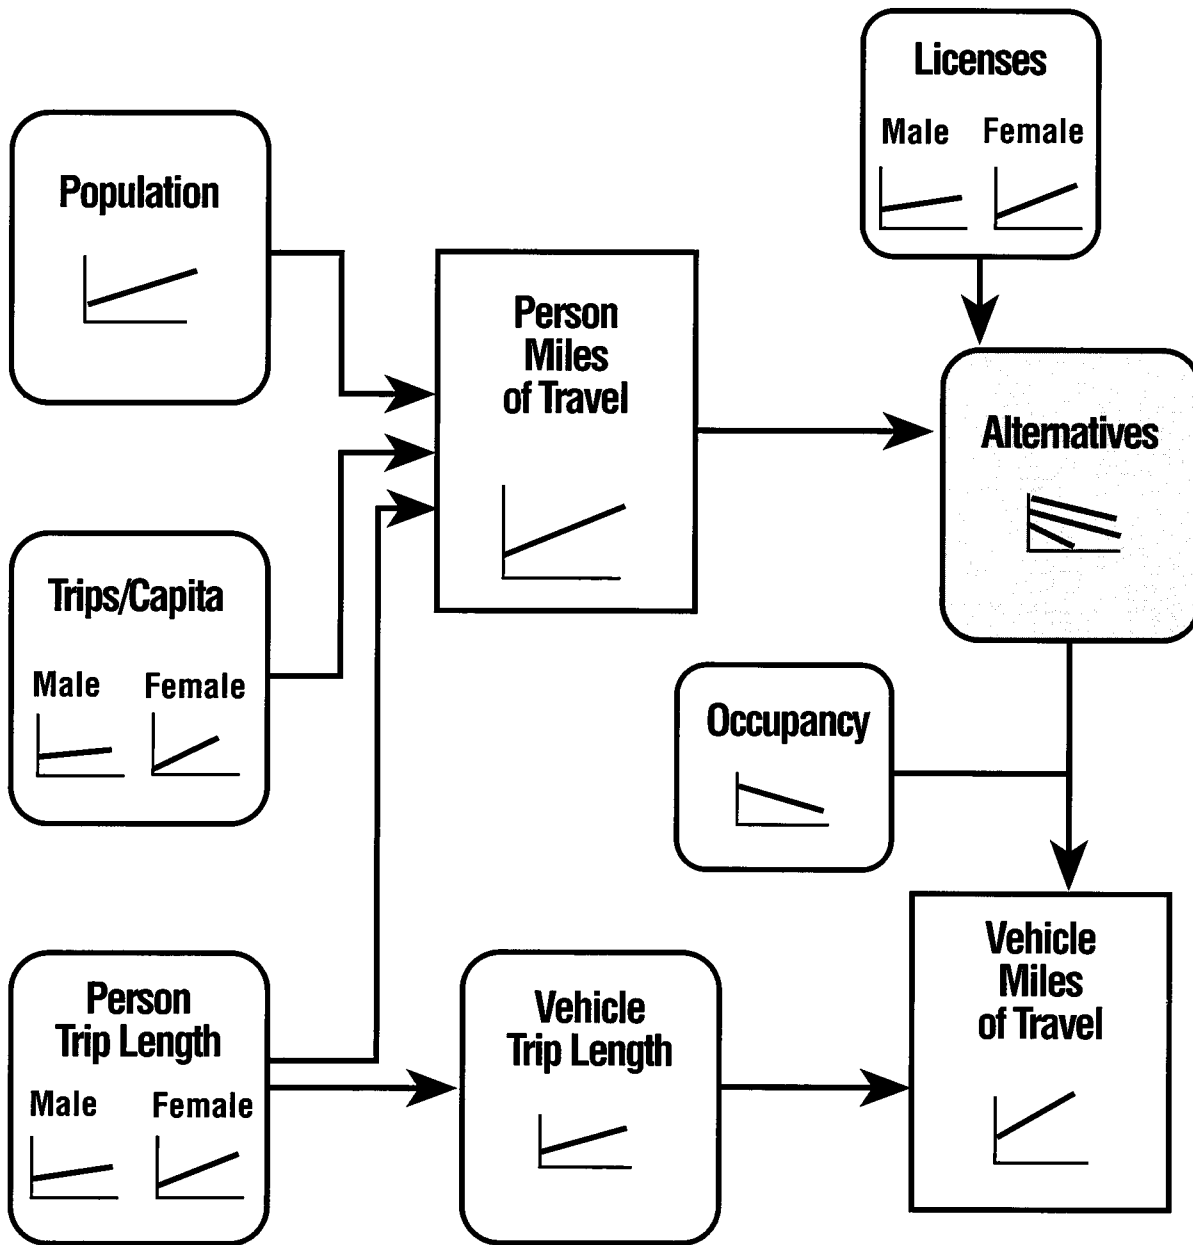 Licenses
Male Female
Population
Person
Miles
of Travel
Alternatives
Trips/Capita
Male Female
Occupancy
Person
Trip Length
Male Female
Vehicle
Trip Length
Vehicle
Miles
of Travel